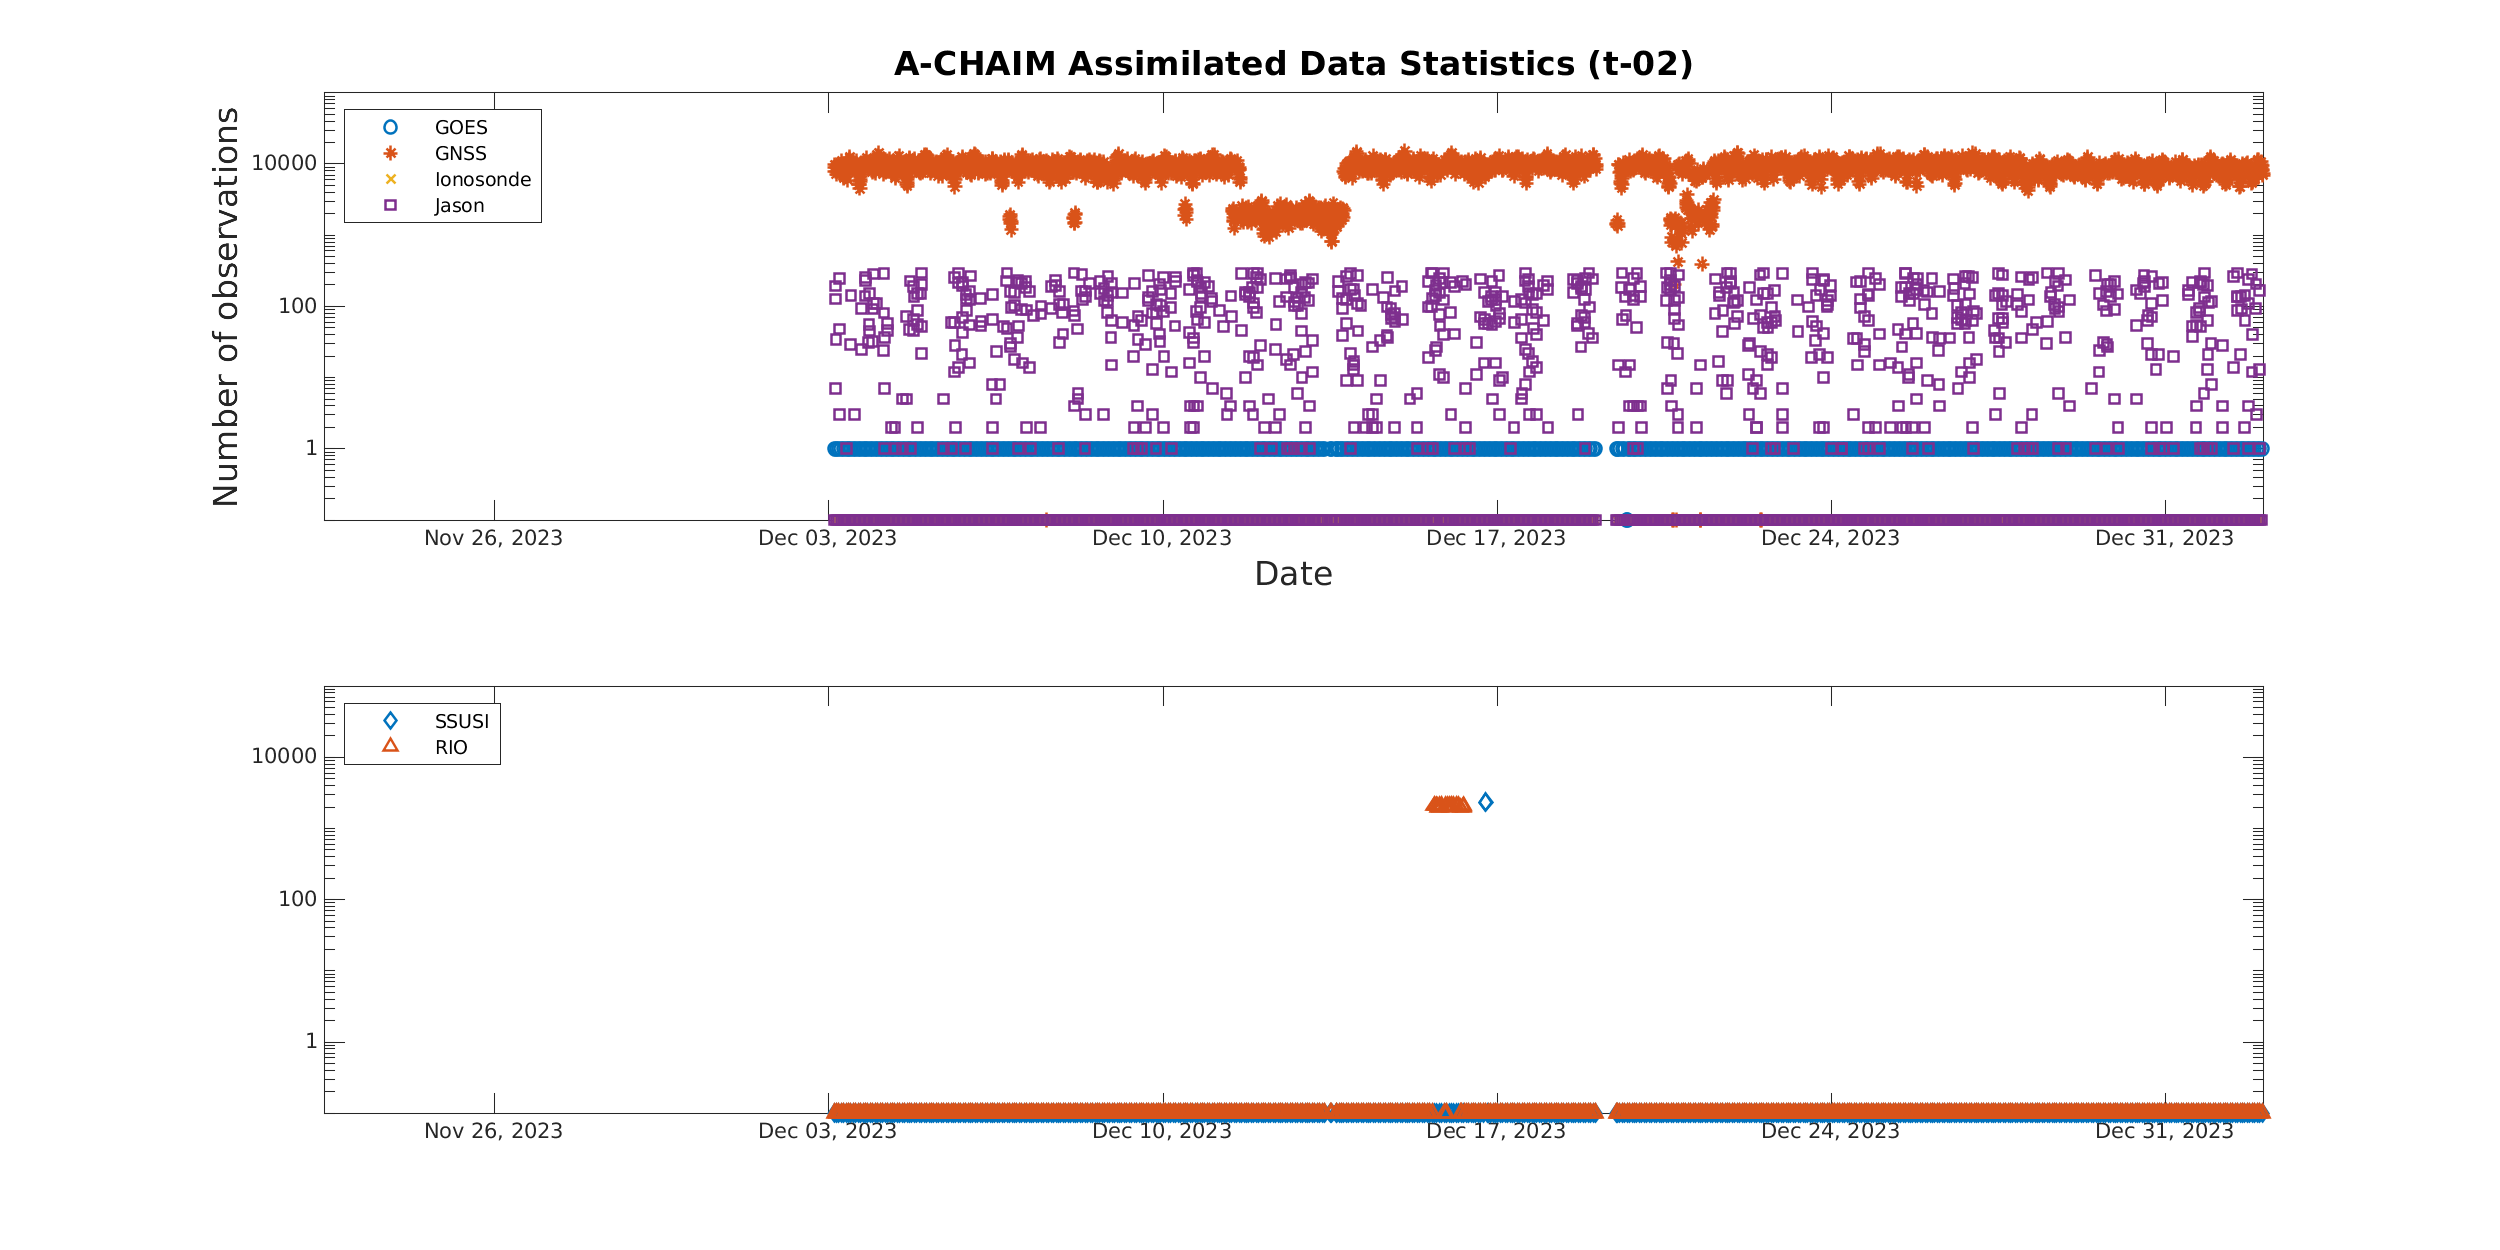 A-CHAIM Assimilated Data Statistics (t-02)
Number of observations
10000
100
1
GOES
GNSS
Ionosonde
Jason
Nov 26, 2023
Dec 03, 2023
Dec 10, 2023
Dec 17, 2023
Dec 24, 2023
Dec 31, 2023
Date
10000
100
1
SSUSI
RIO
Nov 26, 2023
Dec 03, 2023
Dec 10, 2023
Dec 17, 2023
Dec 24, 2023
Dec 31, 2023